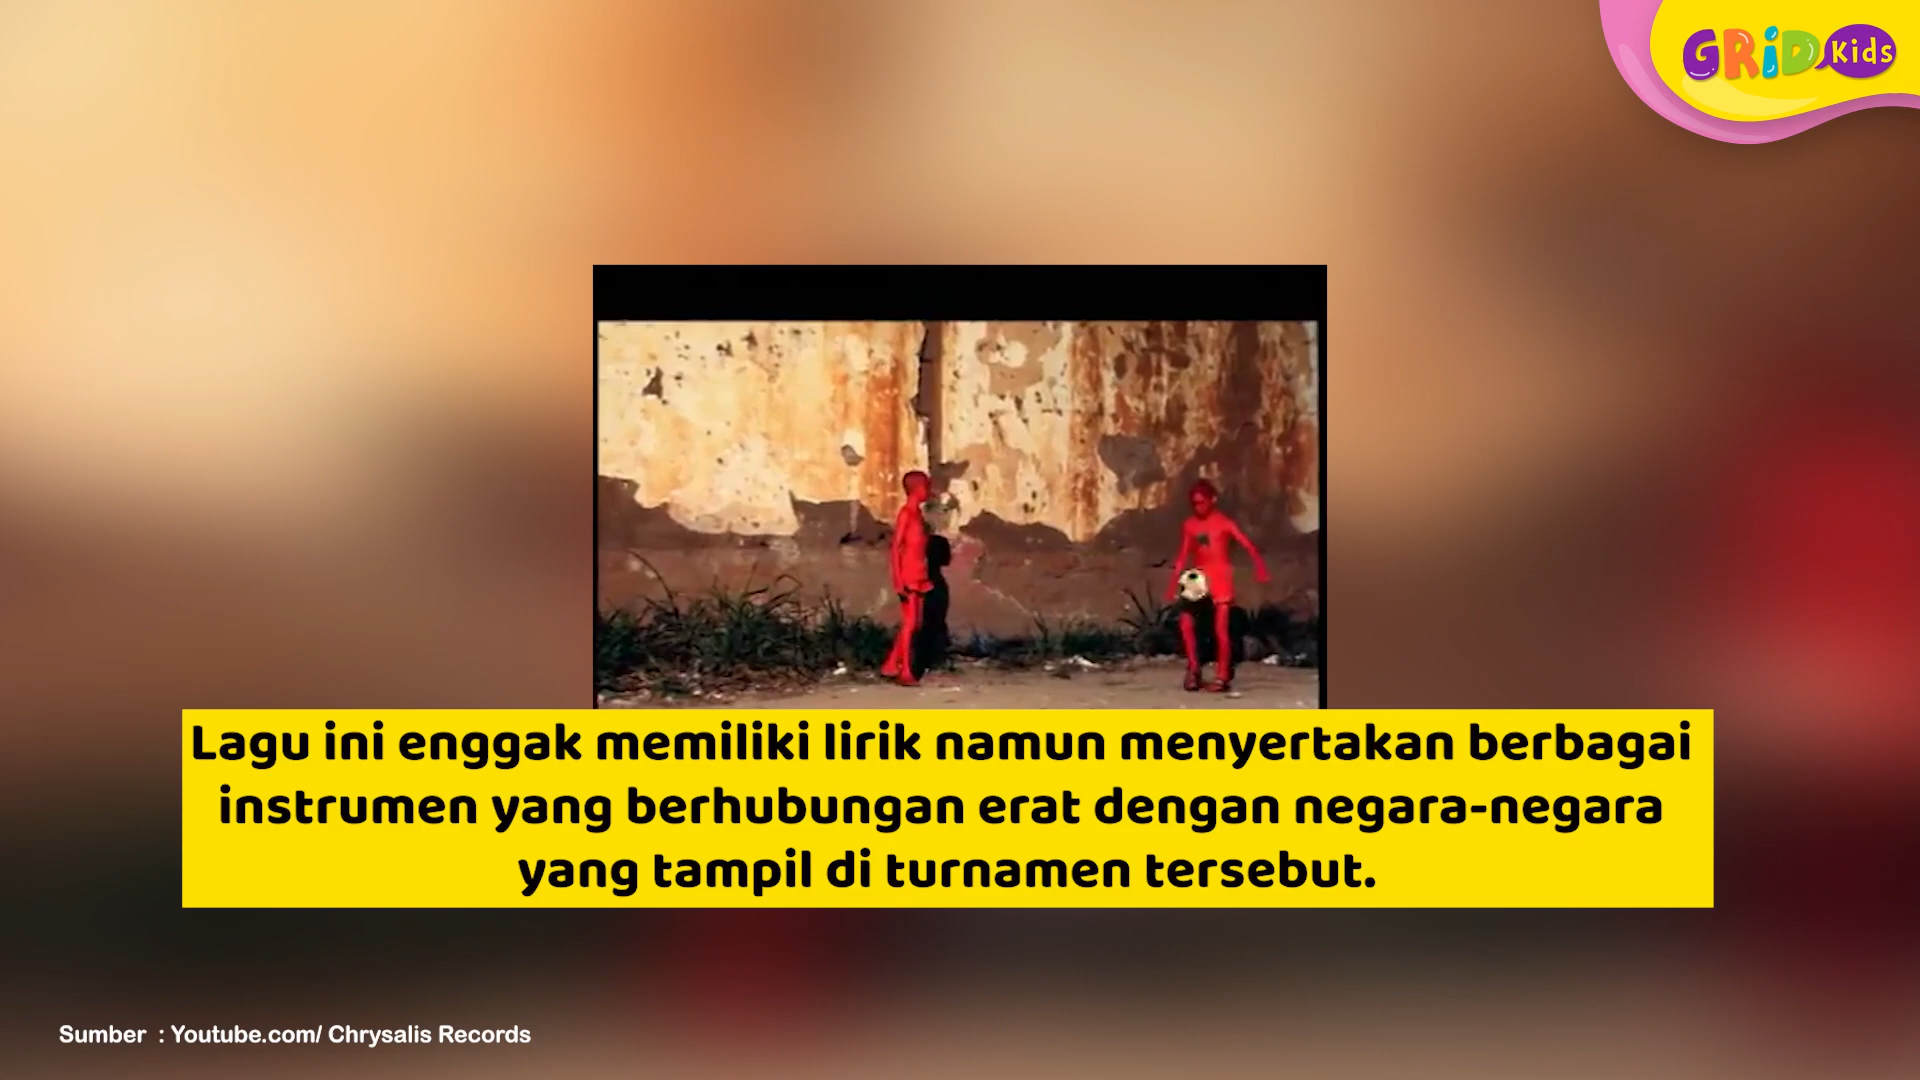 GRiD Kids
Lagu ini enggak memiliki lirik namun menyertakan berbagai
instrumen yang berhubungan erat dengan negara-negara
yang tampil di turnamen tersebut.
Sumber : Youtube.com/ Chrysalis Records